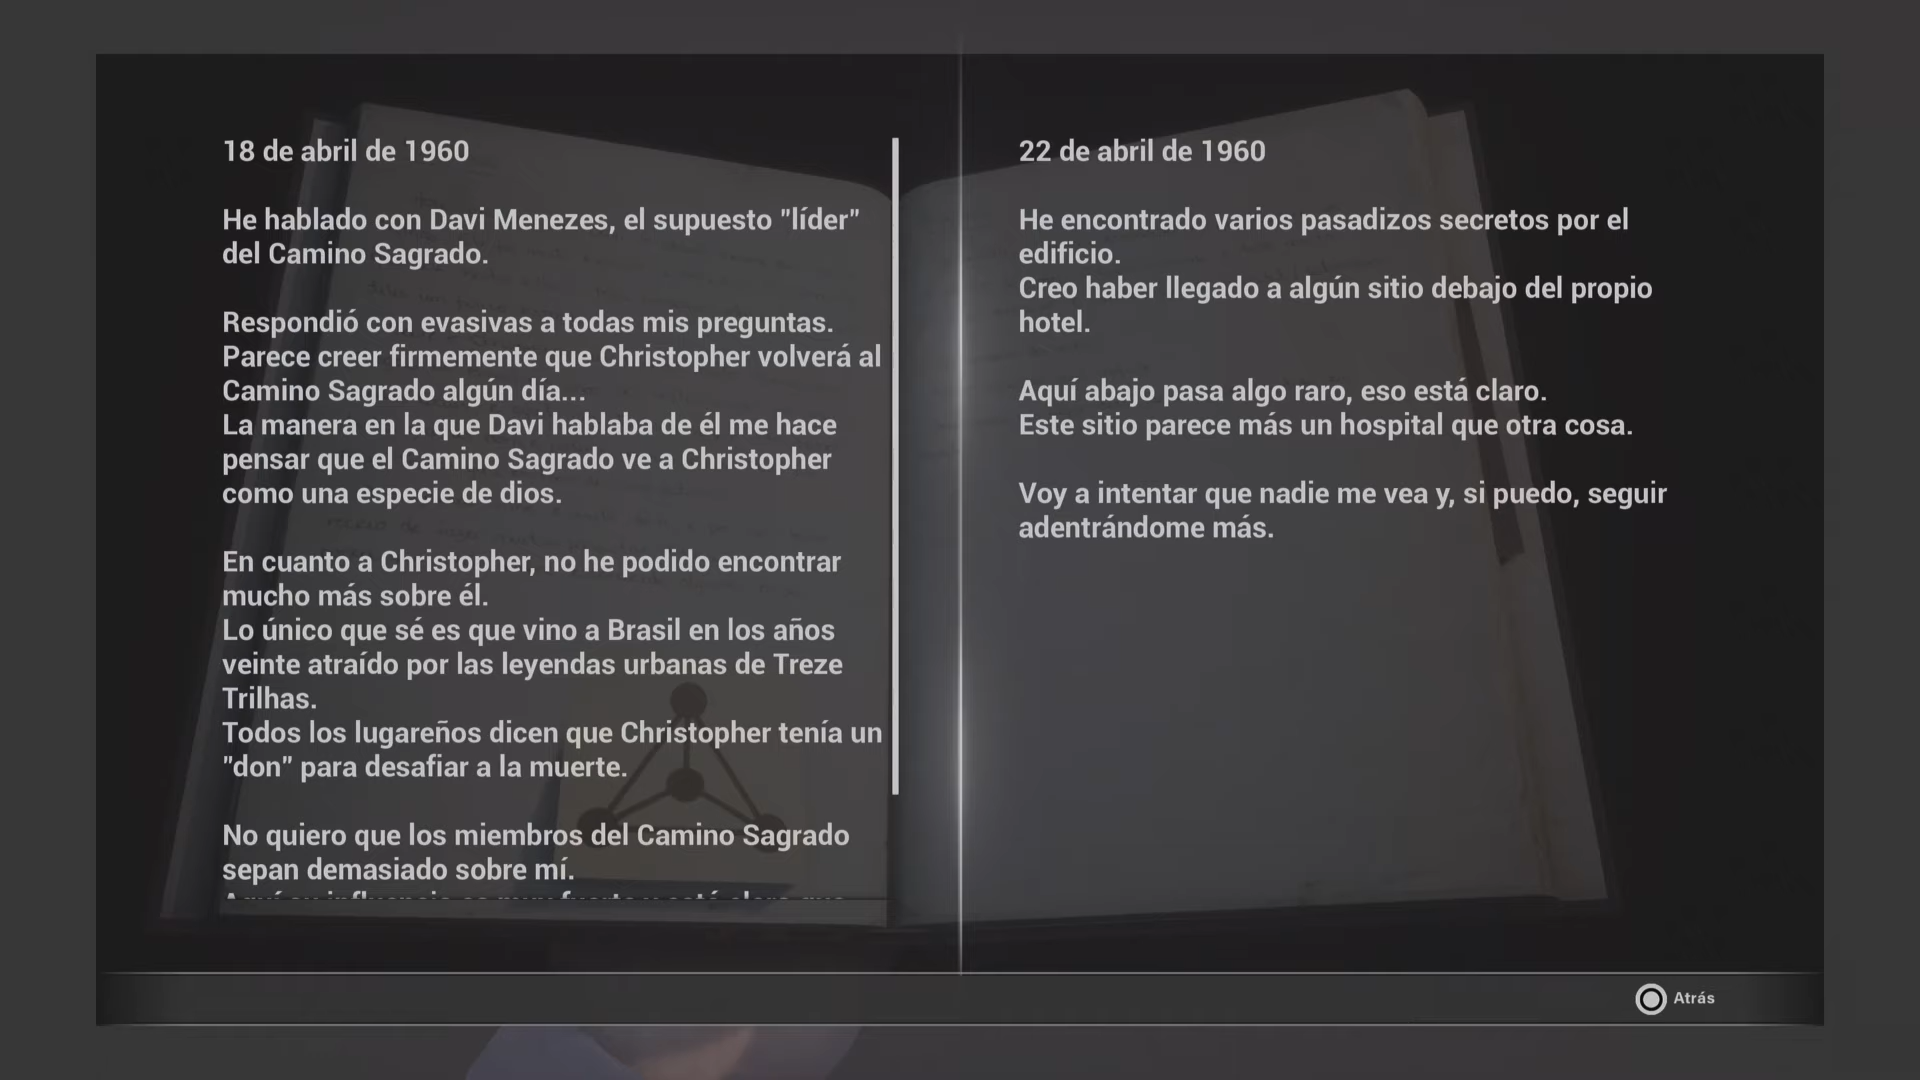 18 de abril de 1960
He hablado con Davi Menezes, el supuesto "líder"
del Camino Sagrado.
Respondió con evasivas a todas mis preguntas.
Parece creer firmemente que Christopher volverá al
Camino Sagrado algún día...
La manera en la que Davi hablaba de él me hace
pensar que el Camino Sagrado ve a Christopher
como una especie de dios.
En cuanto a Christopher, no he podido encontrar
mucho más sobre él.
Lo único que sé es que vino a Brasil en los años
veinte atraído por las leyendas urbanas de Treze
Trilhas.
Todos los lugareños dicen que Christopher tenía un
"don" para desafiar a la muerte.
No quiero que los miembros del Camino Sagrado
sepan demasiado sobre mí.
22 de abril de 1960
He encontrado varios pasadizos secretos por el
edificio.
Creo haber llegado a algún sitio debajo del propio
hotel.
Aquí abajo pasa algo raro, eso está claro.
Este sitio parece más un hospital que otra cosa.
Voy a intentar que nadie me vea y, si puedo, seguir
adentrándome más.
Atrás